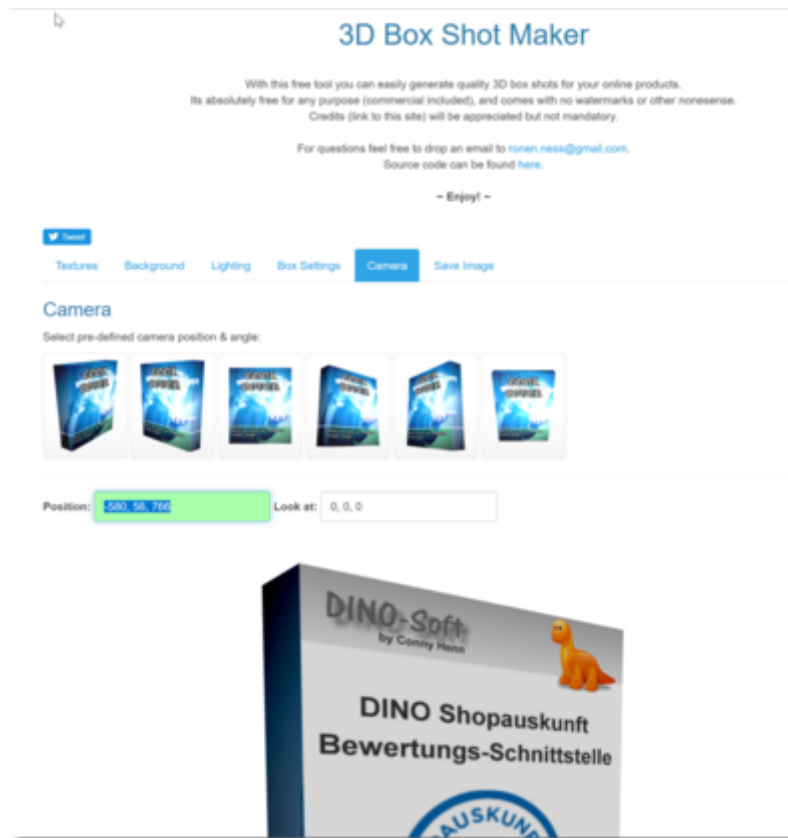 3D Box Shot Maker
With this free tool you can easily generate quality 3D box shots for your online products.
Its absolutely free for any purpose (commercial included), and comes with no watermarks or other nonesense.
Credits (link to this site) will be appreciated but not mandatory.
For questions feel free to drop an email to ronen.ness@gmail.com.
Source code can be found here.
~ Enjoy! ~
Tweet
Textures Background Lighting Box Settings Camera Save Image
Camera
Select pre-defined camera position & angle:
Position: -580, 56, 766 Look at: 0, 0, 0
DINO-Soft
by Conny Henn
DINO Shopauskunft
Bewertungs-Schnittstelle
AUSKUN